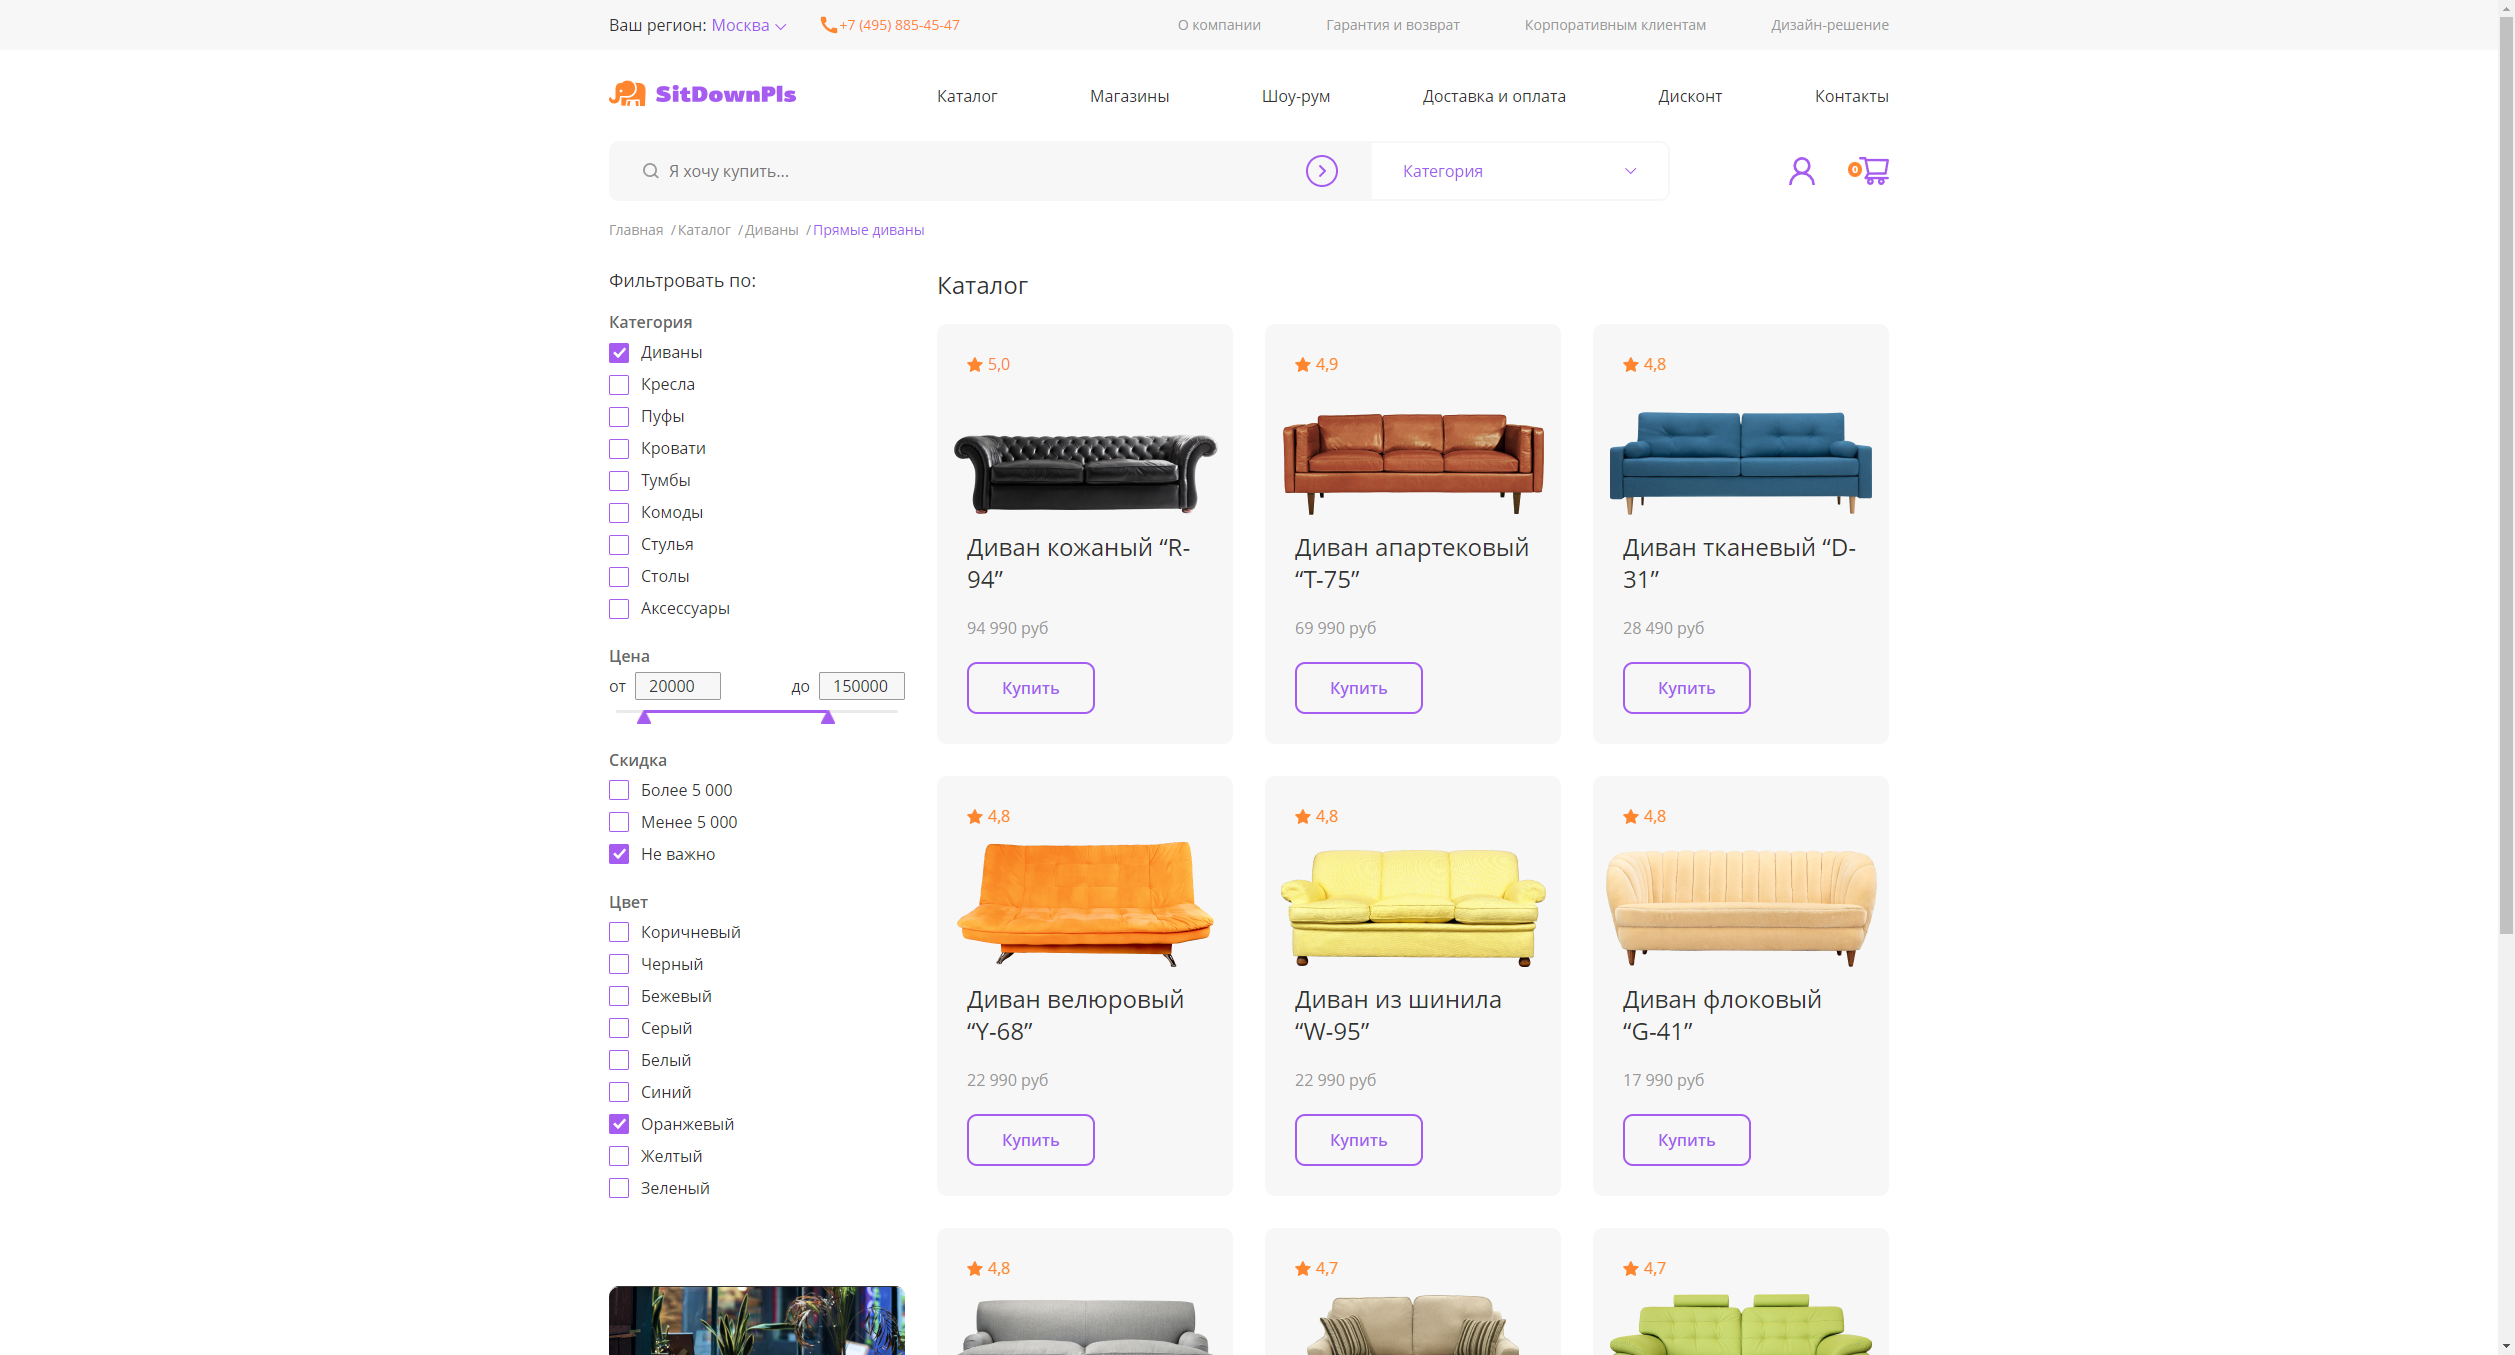 Ваш регион: Москва
+7 (495) 885-45-47
О компании
Гарантия и возврат
Корпоративным клиентам
Дизайн-решение
SitDownPls
Каталог
Магазины
Шоу-рум
Доставка и оплата
Дисконт
Контакты
Я хочу купить...
Категория
0
Главная / Каталог / Диваны / Прямые диваны
Фильтровать по:
Категория
Диваны
Кресла
Пуфы
Кровати
Тумбы
Комоды
Стулья
Столы
Аксессуары
Цена
от 20000 до 150000
Скидка
Более 5 000
Менее 5 000
Не важно
Цвет
Коричневый
Черный
Бежевый
Серый
Белый
Синий
Оранжевый
Желтый
Зеленый
Каталог
5,0
Диван кожаный “R-
94”
94 990 руб
Купить
4,9
Диван апартековый
“T-75”
69 990 руб
Купить
4,8
Диван тканевый “D-
31”
28 490 руб
Купить
4,8
Диван велюровый
“Y-68”
22 990 руб
Купить
4,8
Диван из шинила
“W-95”
22 990 руб
Купить
4,8
Диван флоковый
“G-41”
17 990 руб
Купить
4,8
4,7
4,7